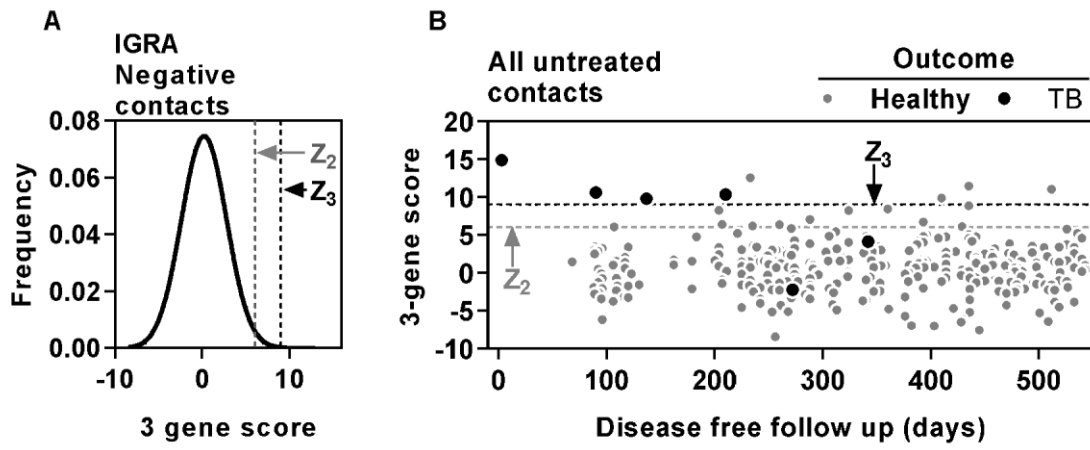 A
IGRA
Negative
contacts
Frequency
0.08
0.06
0.04
0.02
0.00
Z2
Z3
-10
0
10
3 gene score
B
All untreated
contacts
Outcome
Healthy
TB
3-gene score
20
15
10
5
0
-5
-10
Z3
Z2
0
100
200
300
400
500
Disease free follow up (days)